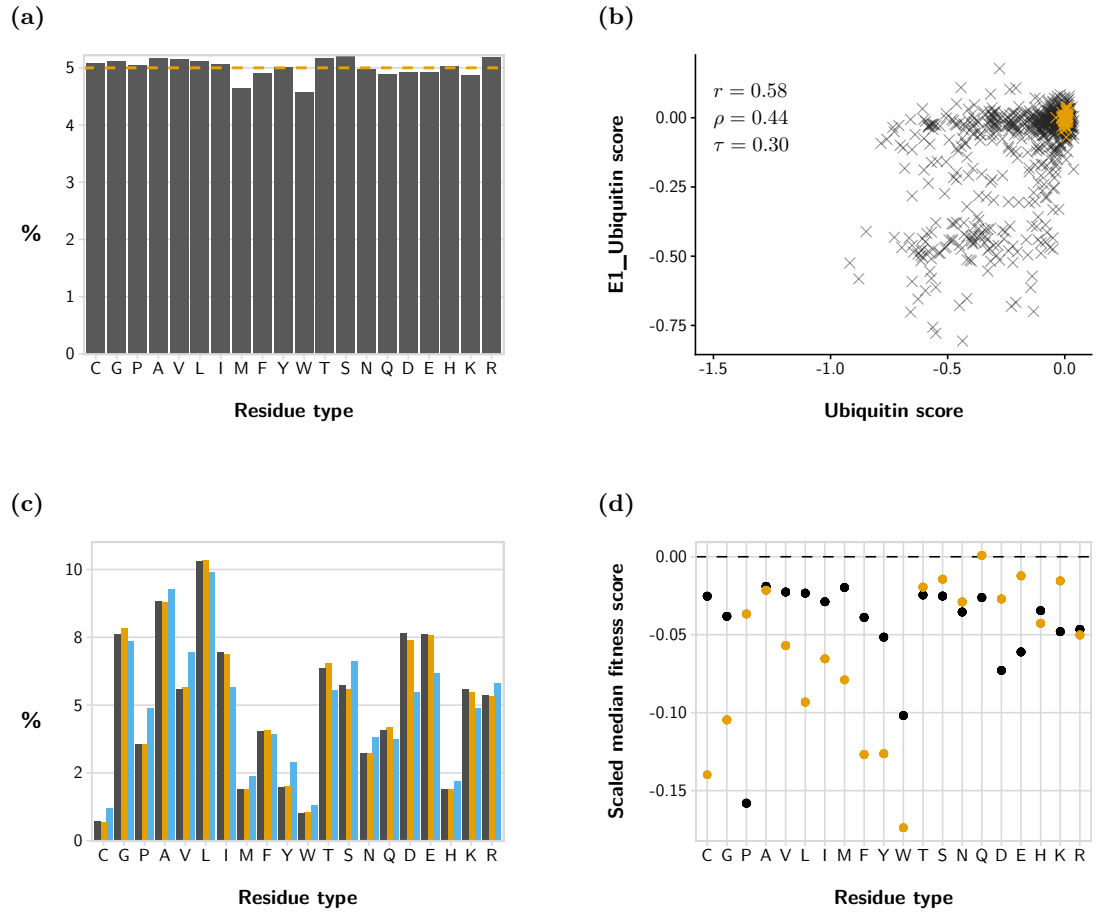 (a)
5
5
3
2
1
0
%
C G P A V L I M F Y W T S N Q D E H K R
Residue type
(b)
r = 0.58
ρ = 0.44
τ = 0.30
0.00
-0.25
-0.50
-0.75
E1_Ubiquitin score
-1.5 -1.0 -0.5 0.0
Ubiquitin score
(c)
10
8
5
2
0
%
C G P A V L I M F Y W T S N Q D E H K R
Residue type
(d)
0.00
-0.05
-0.10
-0.15
Scaled median fitness score
C G P A V L I M F Y W T S N Q D E H K R
Residue type